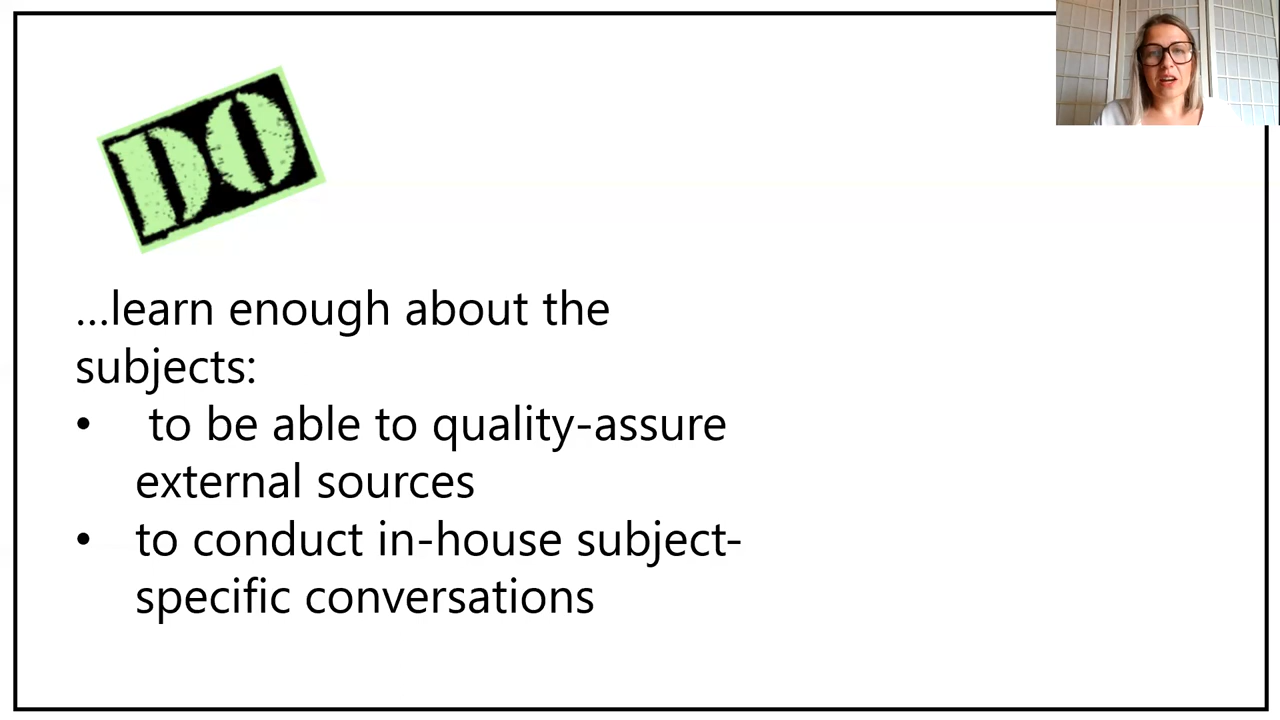 DO
...learn enough about the
subjects:
• to be able to quality-assure
external sources
• to conduct in-house subject-
specific conversations